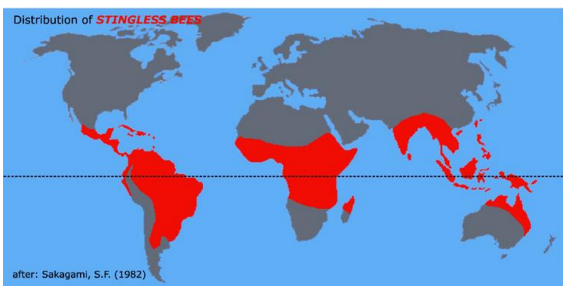 Distribution of STINGLESS BEES
after: Sakagami, S.F. (1982)